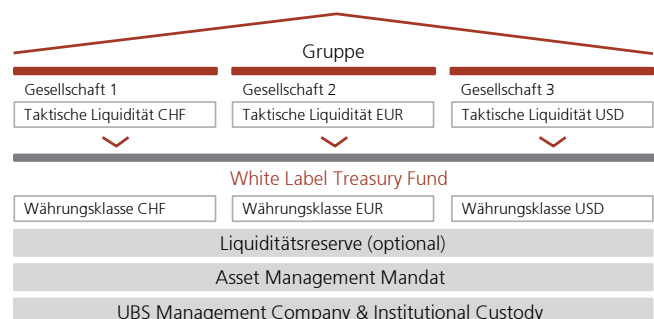 Gruppe
Gesellschaft 1
Gesellschaft 2
Gesellschaft 3
Taktische Liquidität CHF
Taktische Liquidität EUR
Taktische Liquidität USD
White Label Treasury Fund
Währungsklasse CHF
Währungsklasse EUR
Währungsklasse USD
Liquiditätsreserve (optional)
Asset Management Mandat
UBS Management Company & Institutional Custody